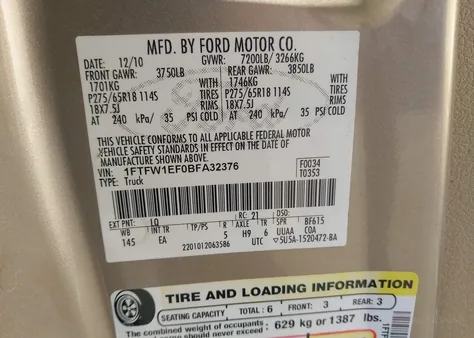 MFD. BY FORD MOTOR CO.
DATE: 12/10 GVWR: 7200LB/ 3266KG
FRONT GAWR: 3750LB REAR GAWR: 3850LB
1701KG WITH 1746KG WITH
P275/65R18 114S TIRES P275/65R18 114S TIRES
18X7.5J RIMS 18X7.5J RIMS
AT 240 kPa/ 35 PSI COLD AT 240 kPa/ 35 PSI COLD
THIS VEHICLE CONFORMS TO ALL APPLICABLE FEDERAL MOTOR
VEHICLE SAFETY STANDARDS IN EFFECT ON THE DATE OF
MANUFACTURE SHOWN ABOVE.
VIN: 1FTFW1EF0BFA32376 F0034
TYPE: Truck T0353
EXT PNT: LQ RC: 21 DSO:
WB INT TR TP/PS R AXLE TR SPR BF615
145 EA 5 H9 6 UUAA COA
2201012063586 UTC ▽5U5A-1520472-BA
TIRE AND LOADING INFORMATION
SEATING CAPACITY TOTAL: 6 FRONT: 3 REAR: 3
The combined weight of occupants
should never exceed : 629 kg or 1387 lbs.
1FTF